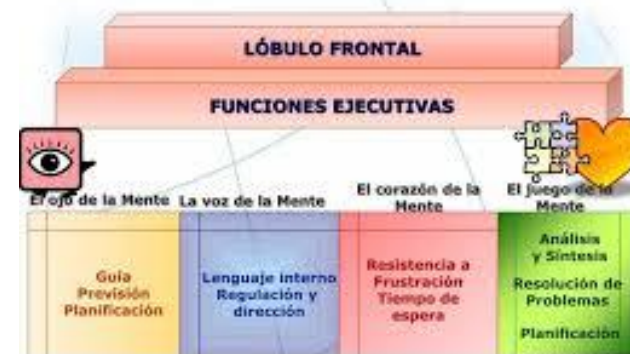 LÓBULO FRONTAL
FUNCIONES EJECUTIVAS
El ojo de la Mente
La voz de la Mente
El corazón de la
Mente
El juego de la
Mente
Guía
Previsión
Planificación
Lenguaje interno
Regulación y
dirección
Resistencia a
Frustración
Tiempo de
espera
Análisis
y Síntesis
Resolución de
Problemas
Planificación